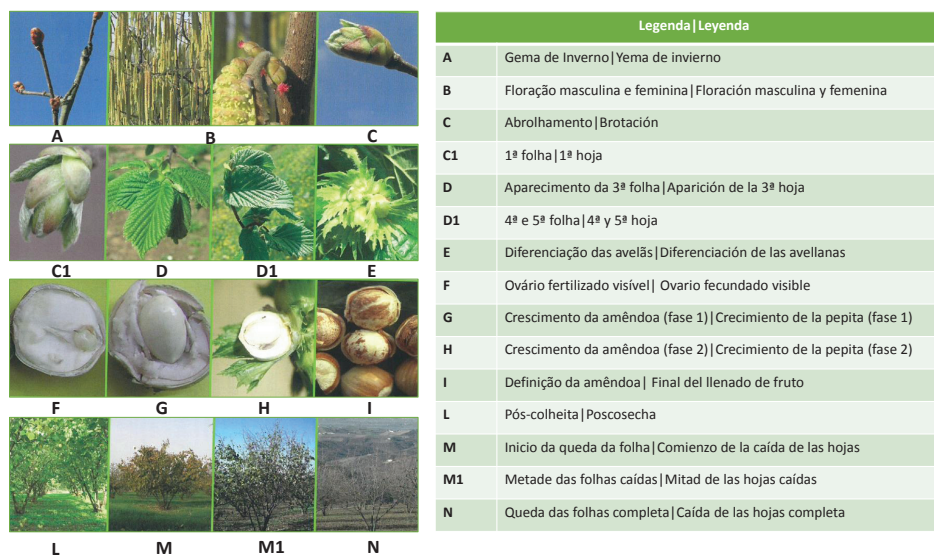 A B C
C1 D D1 E
F G H I
L M M1 N
Legenda|Leyenda
A Gema de Inverno|Yema de invierno
B Floração masculina e feminina|Floración masculina y femenina
C Abrolhamento|Brotación
C1 1ª folha|1ª hoja
D Aparecimento da 3ª folha|Aparición de la 3ª hoja
D1 4ª e 5ª folha|4ª y 5ª hoja
E Diferenciação das avelãs|Diferenciación de las avellanas
F Ovário fertilizado visível| Ovario fecundado visible
G Crescimento da amêndoa (fase 1)|Crecimiento de la pepita (fase 1)
H Crescimento da amêndoa (fase 2)|Crecimiento de la pepita (fase 2)
I Definição da amêndoa| Final del llenado de fruto
L Pós-colheita|Poscosecha
M Inicio da queda da folha|Comienzo de la caída de las hojas
M1 Metade das folhas caídas|Mitad de las hojas caídas
N Queda das folhas completa|Caída de las hojas completa